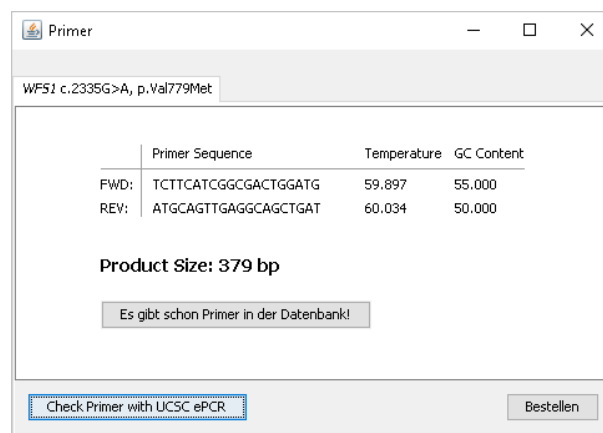 Primer
WFS1 c.2335G>A, p.Val779Met
Primer Sequence Temperature GC Content
FWD: TCTTCATCGGCGACTGGATG 59.897 55.000
REV: ATGCAGTTGAGGCAGCTGAT 60.034 50.000
Product Size: 379 bp
Es gibt schon Primer in der Datenbank!
Check Primer with UCSC ePCR Bestellen